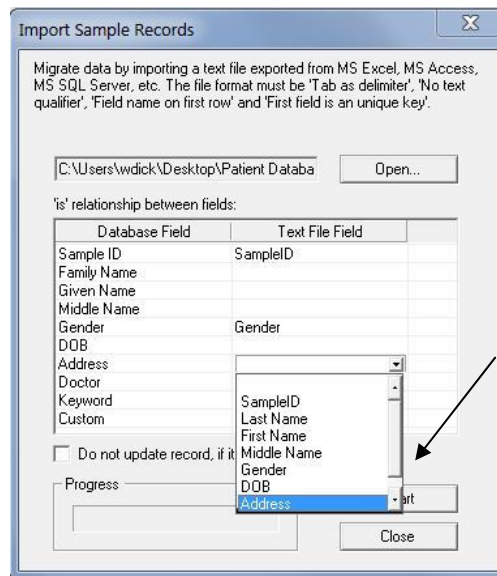 Import Sample Records
Migrate data by importing a text file exported from MS Excel, MS Access,
MS SQL Server, etc. The file format must be 'Tab as delimiter', 'No text
qualifier', 'Field name on first row' and 'First field is an unique key'.
C:\Users\wdick\Desktop\Patient Databa Open...
'is' relationship between fields:
Database Field Text File Field
Sample ID SampleID
Family Name
Given Name
Middle Name
Gender Gender
DOB
Address
Doctor
Keyword SampleID
Custom Last Name
First Name
Do not update record, if it Middle Name
Gender
Progress DOB
Address art
Close